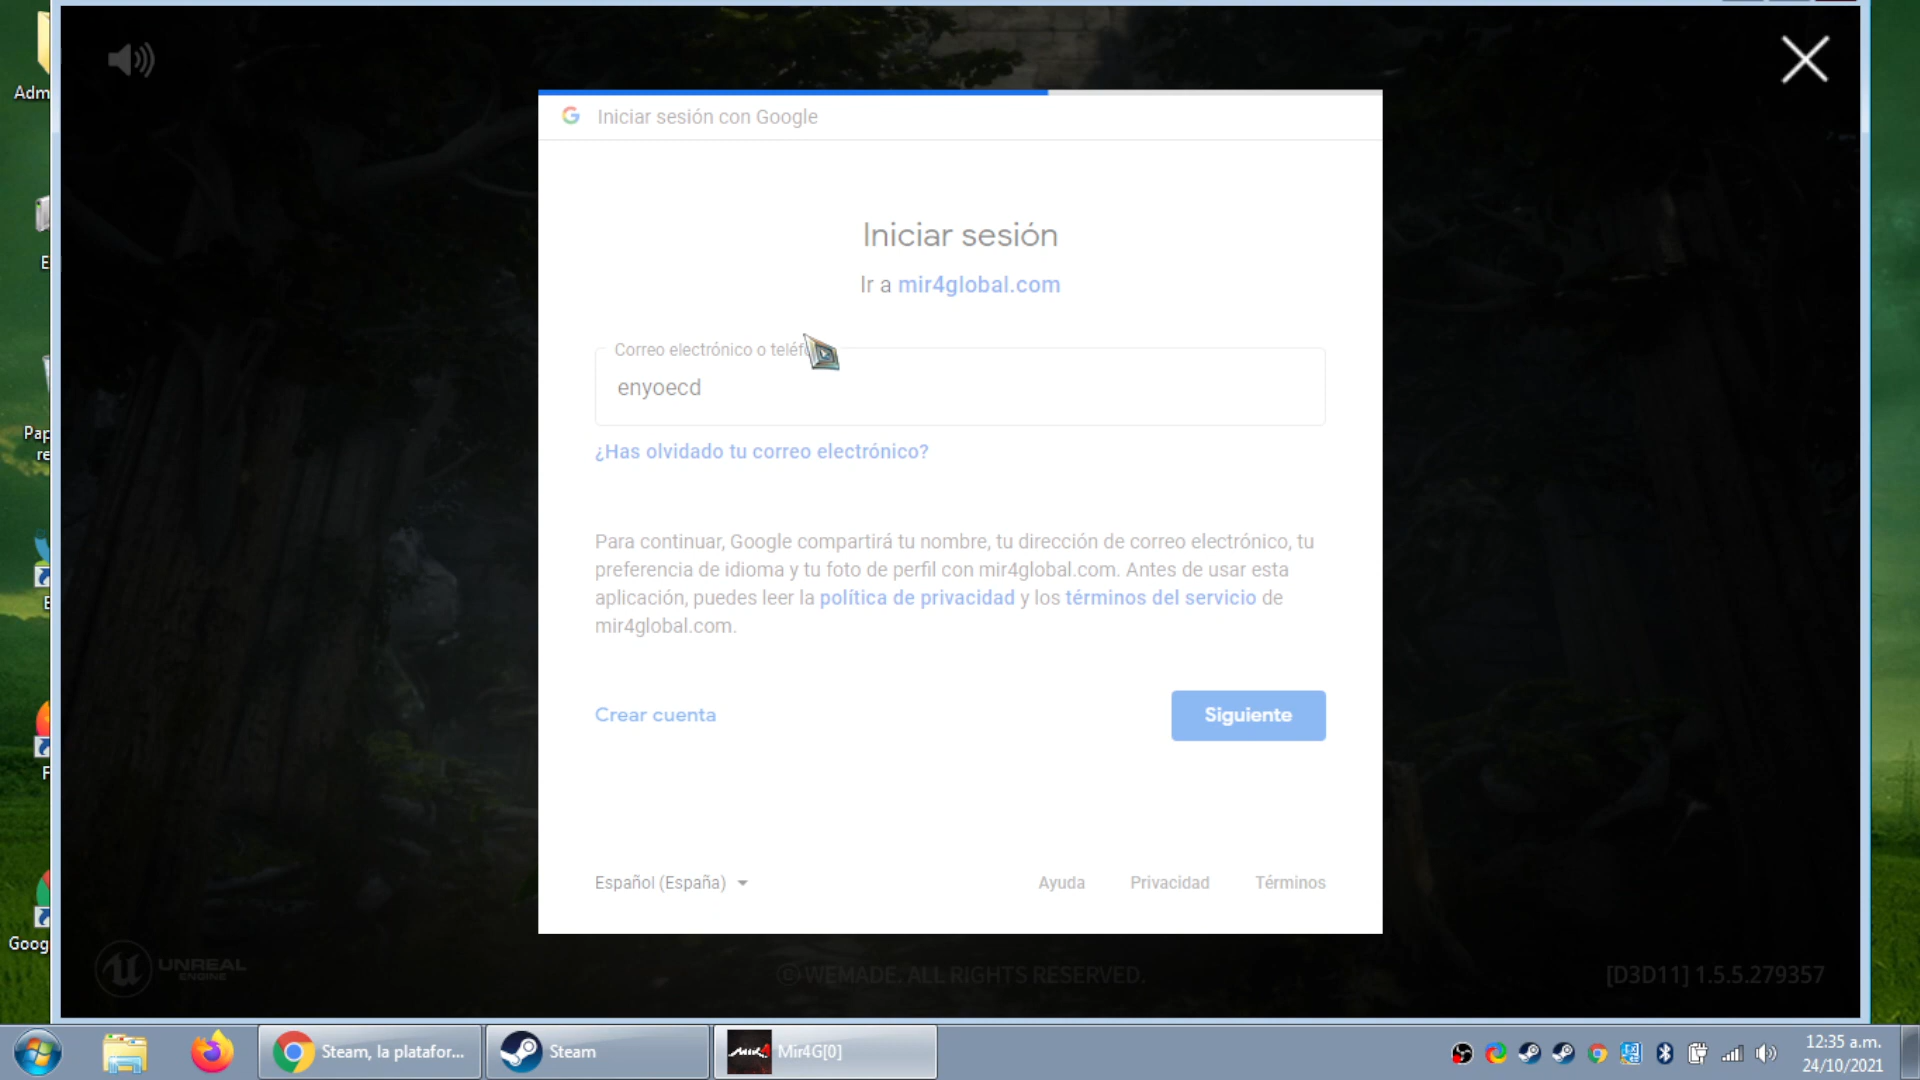 Adm
Iniciar sesión con Google
Iniciar sesión
Ir a mir4global.com
E
Correo electrónico o teléf
enyoecd
Pap
re
¿Has olvidado tu correo electrónico?
Para continuar, Google compartirá tu nombre, tu dirección de correo electrónico, tu
preferencia de idioma y tu foto de perfil con mir4global.com. Antes de usar esta
aplicación, puedes leer la política de privacidad y los términos del servicio de
mir4global.com.
E
Crear cuenta
Siguiente
F
Español (España)
Ayuda
Privacidad
Términos
Goog
UNREAL
ENGINE
© WEMADE. ALL RIGHTS RESERVED.
[D3D11] 1.5.5.279357
Steam, la platafor...
Steam
Mir4G[0]
12:35 a.m.
24/10/2021